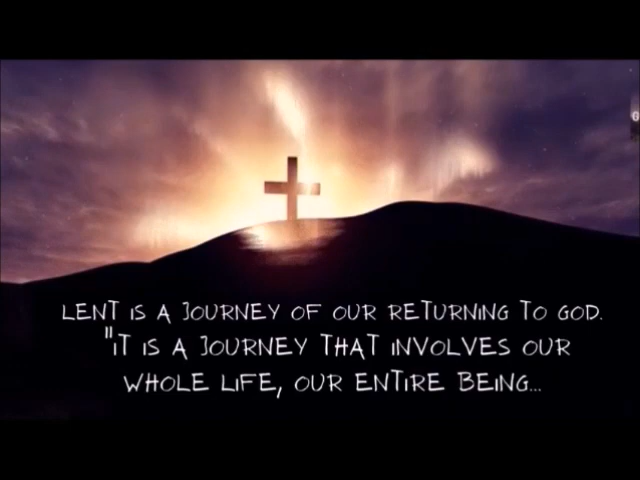 LENT IS A JOURNEY OF OUR RETURNING TO GOD.
"IT IS A JOURNEY THAT INVOLVES OUR
WHOLE LIFE, OUR ENTIRE BEING...
G